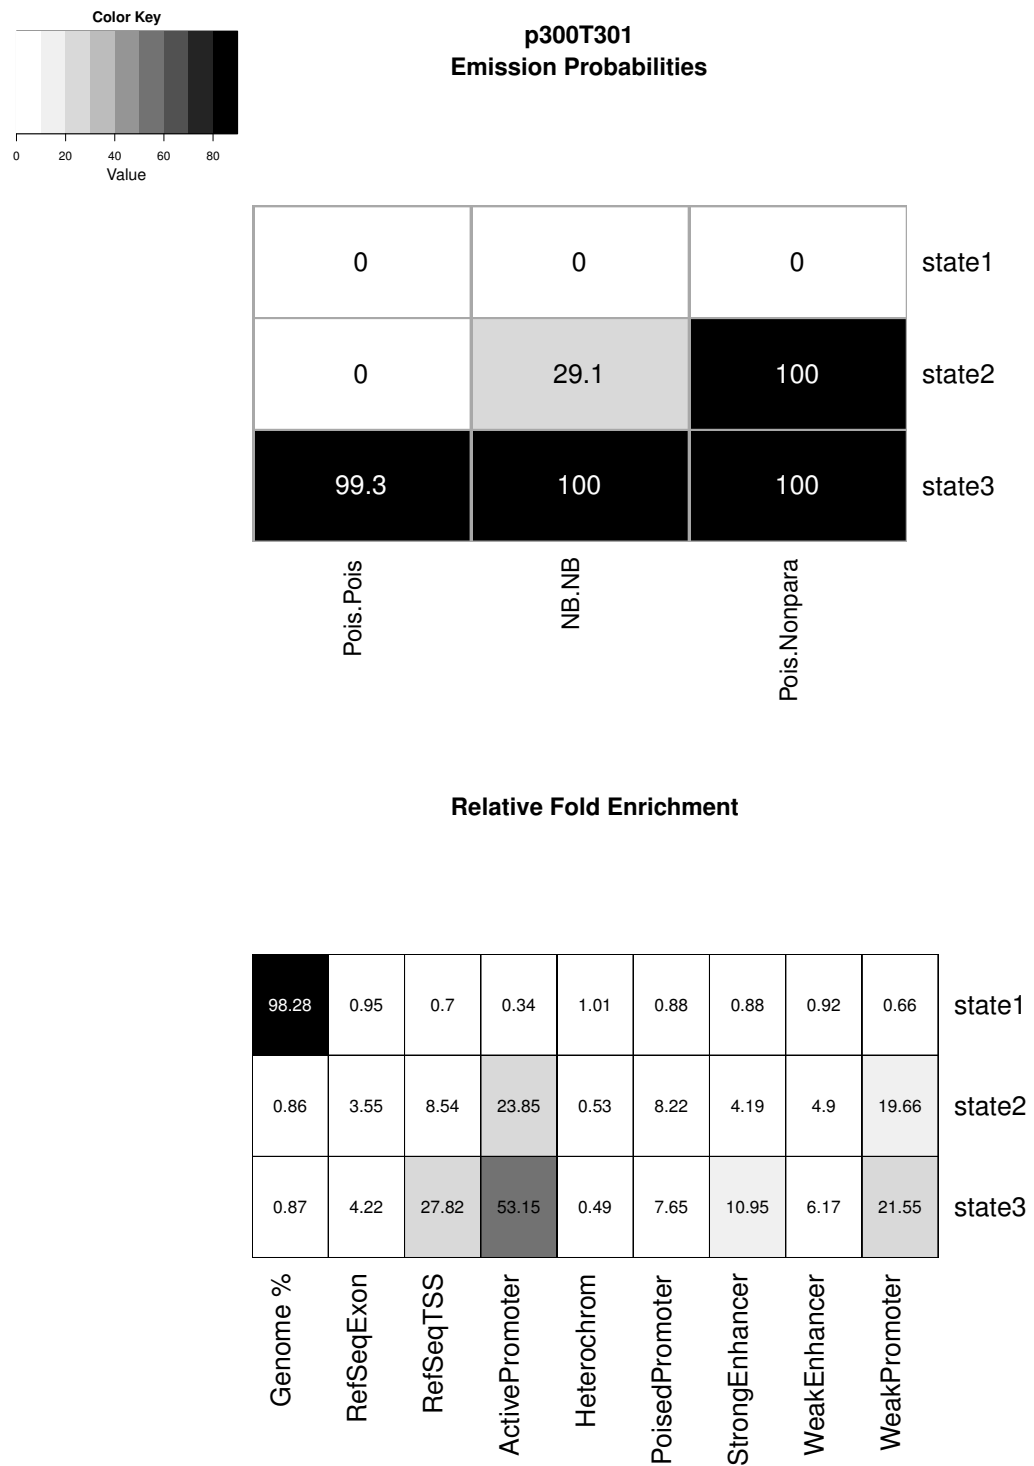 Color Key
0 20 40 60 80
Value
p300T301
Emission Probabilities
0 0 0 state1
0 29.1 100 state2
99.3 100 100 state3
Pois.Pois NB.NB Pois.Nonpara
Relative Fold Enrichment
98.28 0.95 0.7 0.34 1.01 0.88 0.88 0.92 0.66 state1
0.86 3.55 8.54 23.85 0.53 8.22 4.19 4.9 19.66 state2
0.87 4.22 27.82 53.15 0.49 7.65 10.95 6.17 21.55 state3
Genome % RefSeqExon RefSeqTSS ActivePromoter Heterochrom PoisedPromoter StrongEnhancer WeakEnhancer WeakPromoter